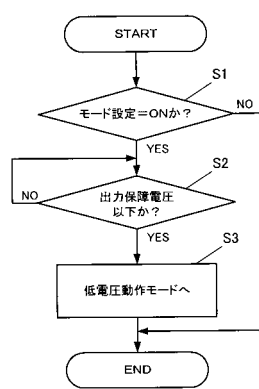 START
S1
モード設定=ONか?
NO
YES
S2
出力保障電圧
以下か?
NO
YES
S3
低電圧動作モードへ
END